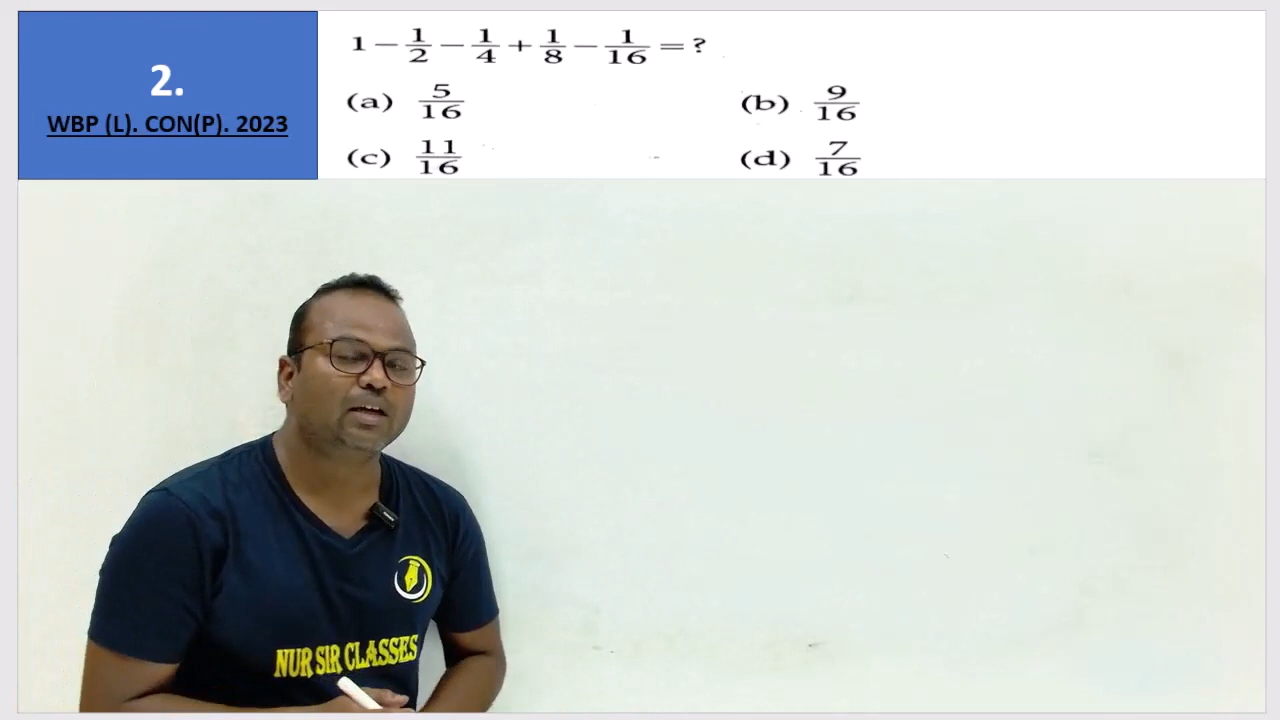 2.
WBP (L). CON(P). 2023
1 − 1/2 − 1/4 + 1/8 − 1/16 = ?
(a) 5/16 (b) 9/16
(c) 11/16 (d) 7/16
NUR SIR CLASSES